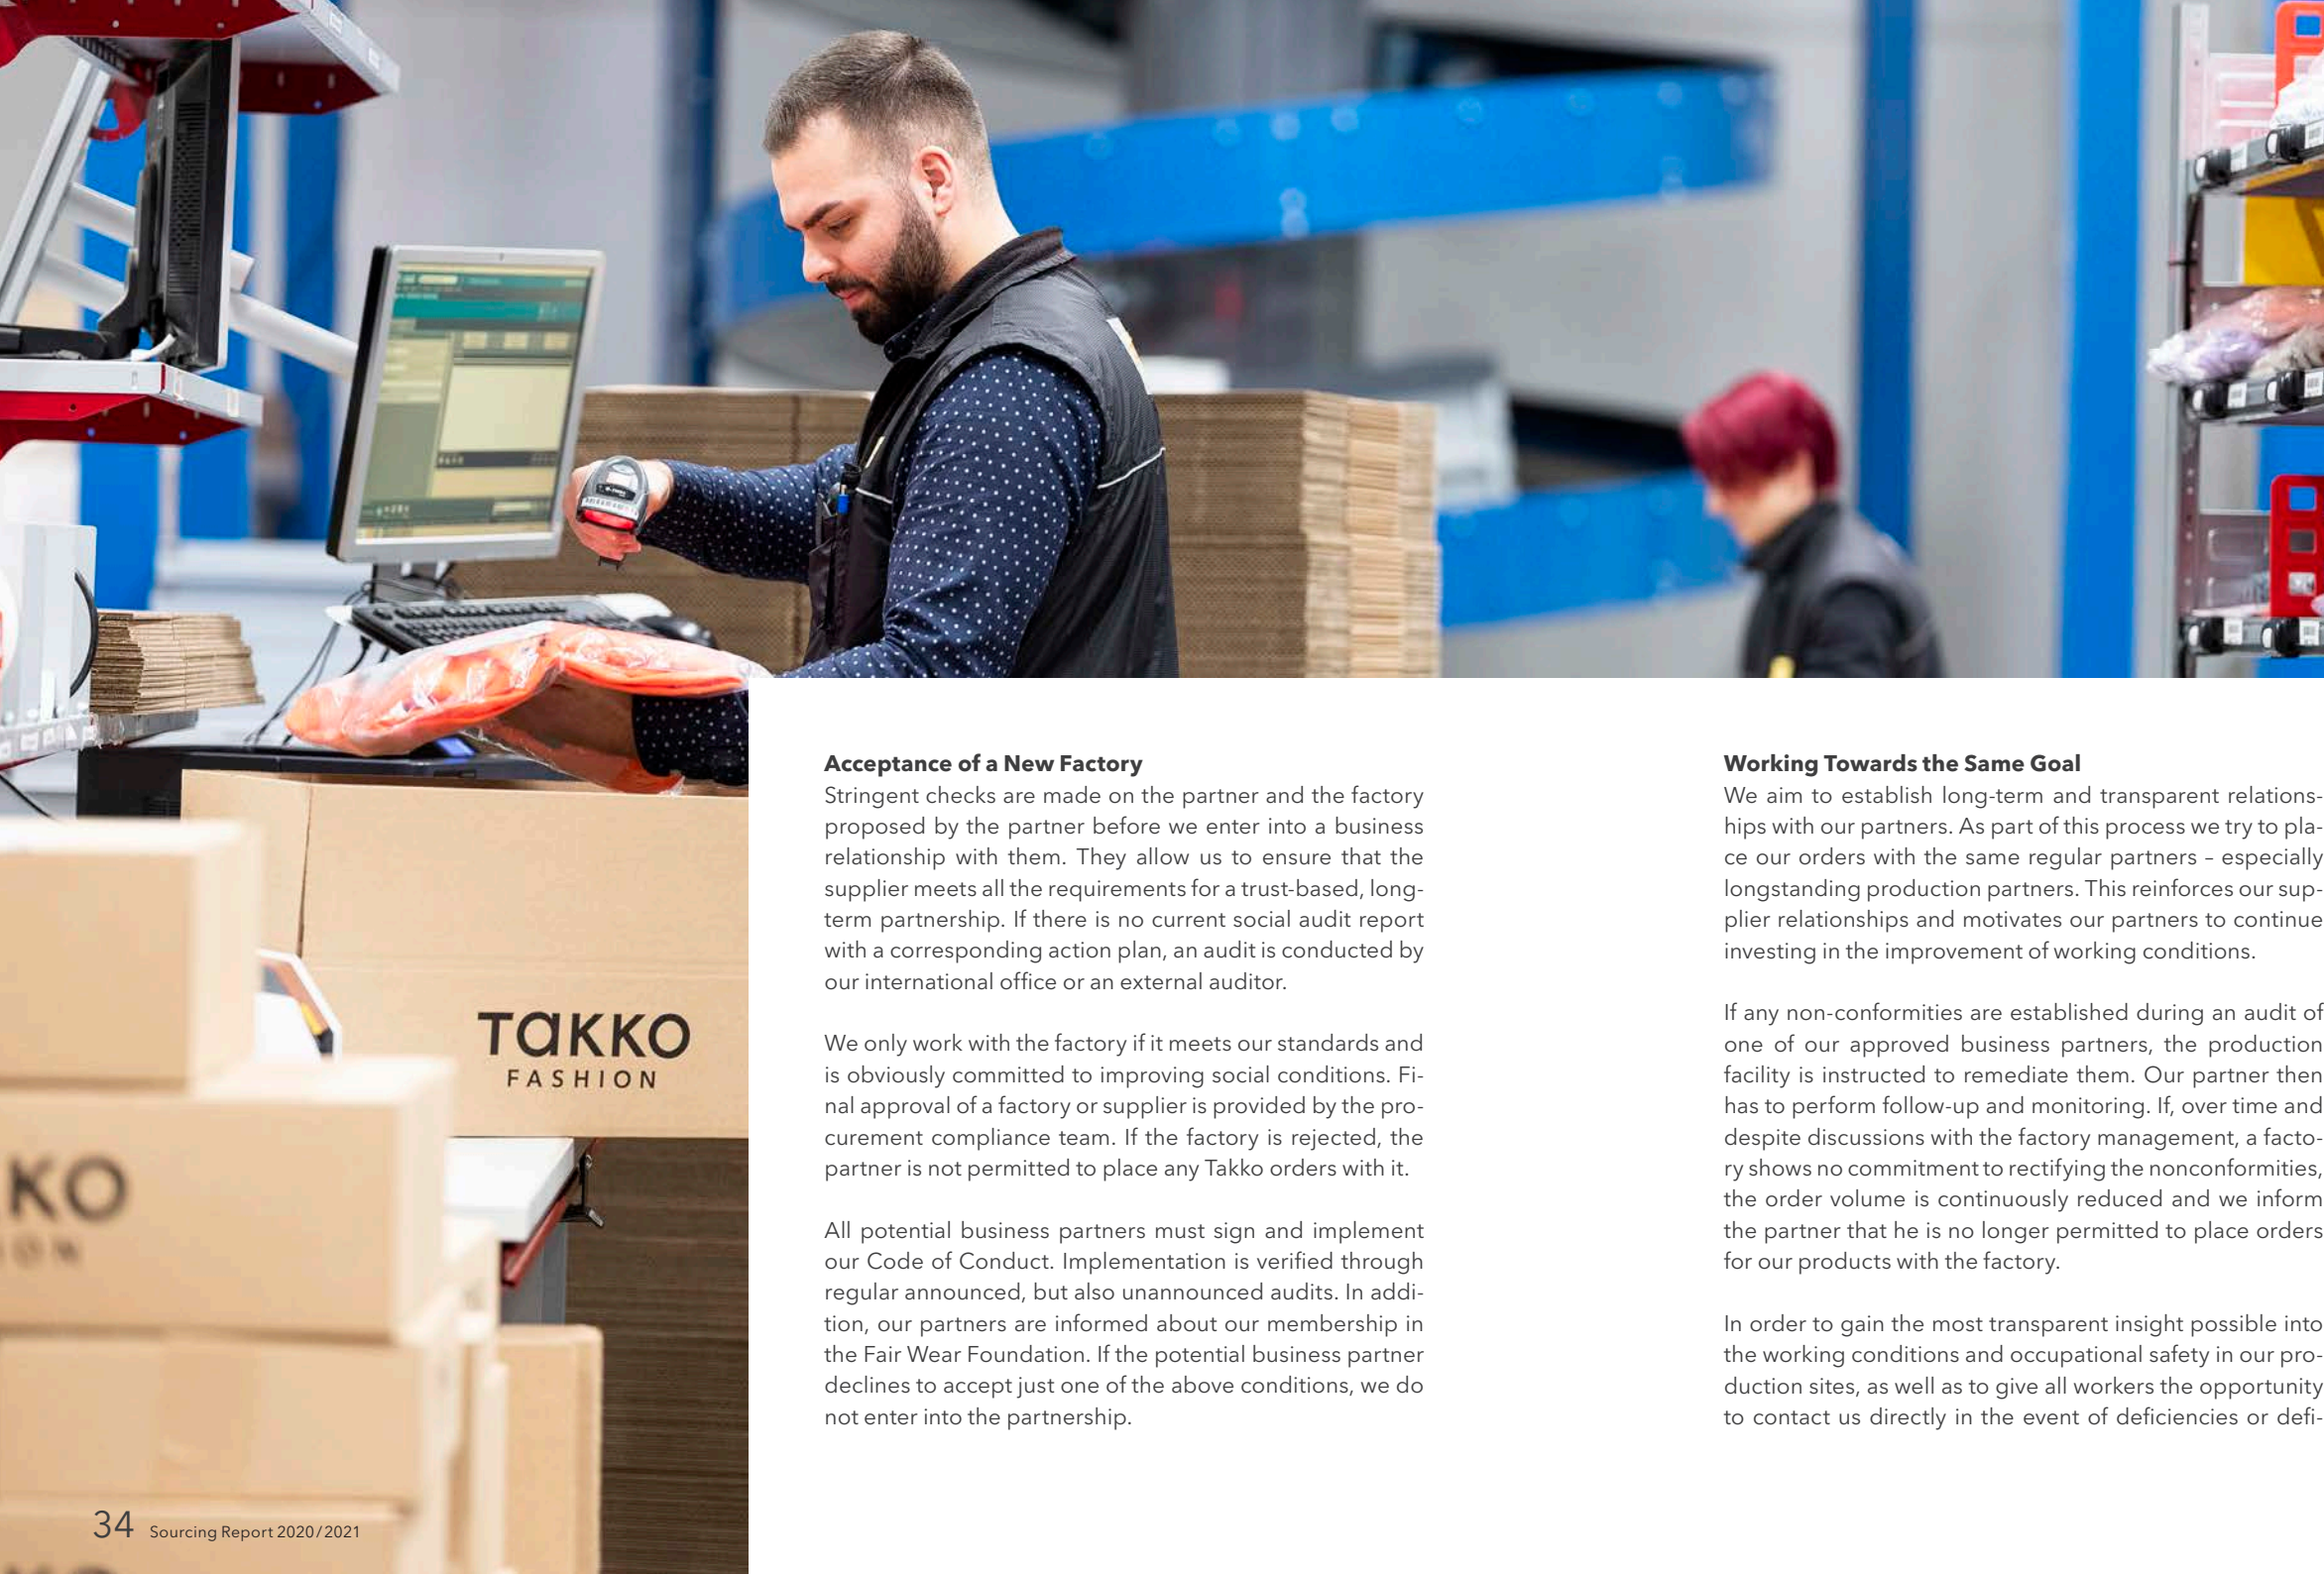 TAKKO
FASHION
KO
ION
Acceptance of a New Factory
Stringent checks are made on the partner and the factory
proposed by the partner before we enter into a business
relationship with them. They allow us to ensure that the
supplier meets all the requirements for a trust-based, long-
term partnership. If there is no current social audit report
with a corresponding action plan, an audit is conducted by
our international office or an external auditor.
We only work with the factory if it meets our standards and
is obviously committed to improving social conditions. Fi-
nal approval of a factory or supplier is provided by the pro-
curement compliance team. If the factory is rejected, the
partner is not permitted to place any Takko orders with it.
All potential business partners must sign and implement
our Code of Conduct. Implementation is verified through
regular announced, but also unannounced audits. In addi-
tion, our partners are informed about our membership in
the Fair Wear Foundation. If the potential business partner
declines to accept just one of the above conditions, we do
not enter into the partnership.
Working Towards the Same Goal
We aim to establish long-term and transparent relations-
hips with our partners. As part of this process we try to pla-
ce our orders with the same regular partners – especially
longstanding production partners. This reinforces our sup-
plier relationships and motivates our partners to continue
investing in the improvement of working conditions.
If any non-conformities are established during an audit of
one of our approved business partners, the production
facility is instructed to remediate them. Our partner then
has to perform follow-up and monitoring. If, over time and
despite discussions with the factory management, a facto-
ry shows no commitment to rectifying the nonconformities,
the order volume is continuously reduced and we inform
the partner that he is no longer permitted to place orders
for our products with the factory.
In order to gain the most transparent insight possible into
the working conditions and occupational safety in our pro-
duction sites, as well as to give all workers the opportunity
to contact us directly in the event of deficiencies or defi-
34 Sourcing Report 2020/2021